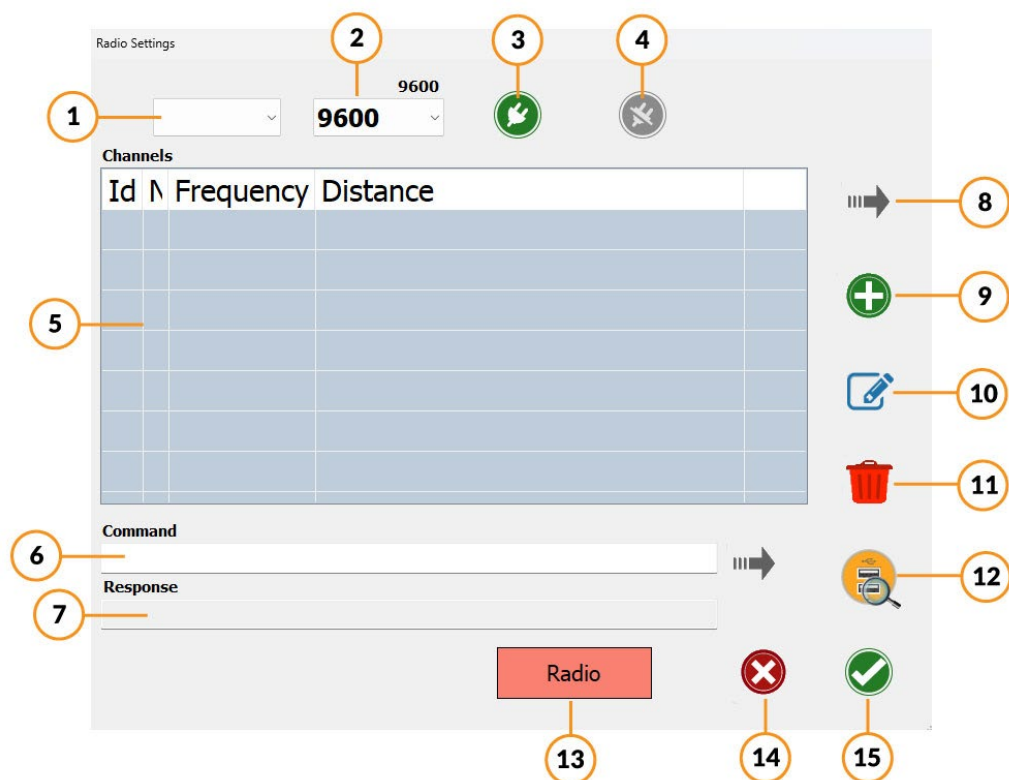 2 3 4
Radio Settings
9600
1 9600
Channels
Id N Frequency Distance
8
9
5
10
11
Command
6
12
Response
7
Radio
13 14 15